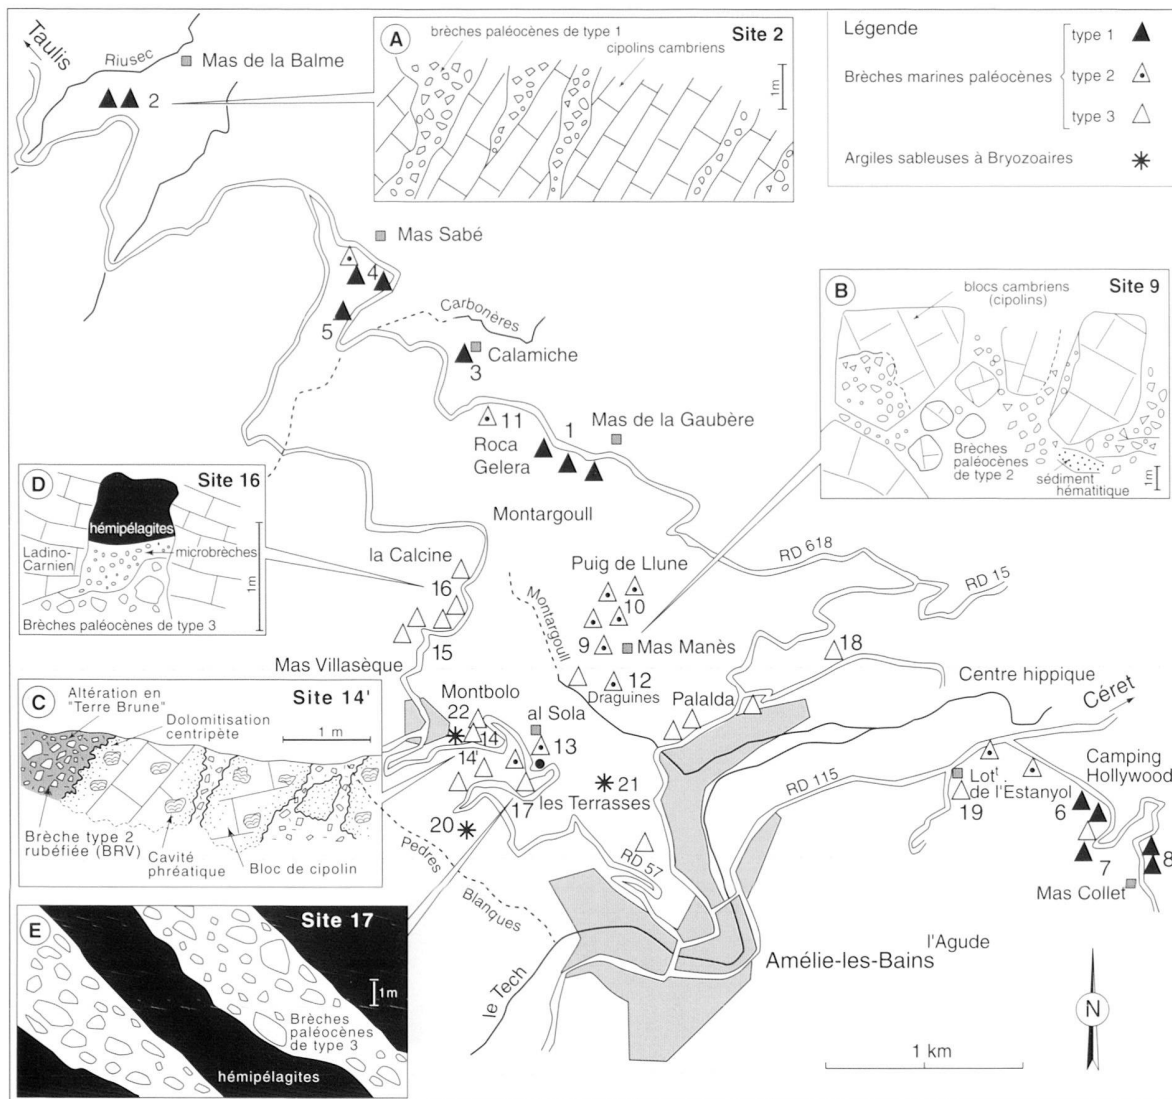 Taulis
Riusec
Mas de la Balme
2
A
brèches paléocènes de type 1
Site 2
cipolins cambriens
1m
Légende
Brèches marines paléocènes
type 1
type 2
type 3
Argiles sableuses à Bryozoaires
Mas Sabé
4
5
Carbonères
Calamiche
3
11
Roca
Gelera
1
Mas de la Gaubère
B
blocs cambriens
(cipolins)
Site 9
Brèches
paléocènes
de type 2
sédiment
hématitique
1m
D
Site 16
hémipélagites
Ladino-
Carnien
microbrèches
1m
Brèches paléocènes de type 3
Montargoull
la Calcine
16
15
Mas Villasèque
Montargoull
Puig de Llune
10
9
Mas Manès
12
Draguines
RD 618
RD 15
18
Palalda
Centre hippique
Céret
C
Altération en
"Terre Brune"
Site 14'
Dolomitisation
centripète
1 m
Brèche type 2
rubéfiée (BRV)
Cavité
phréatique
Bloc de cipolin
Montbolo
22
14
14'
al Sola
13
17
les Terrasses
21
20
Pedres
Blanques
RD 57
RD 115
Lotᵗ
de l'Estanyol
19
Camping
Hollywood
6
7
8
Mas Collet
E
Site 17
1m
Brèches
paléocènes
de type 3
hémipélagites
le Tech
Amélie-les-Bains
l'Agude
N
1 km